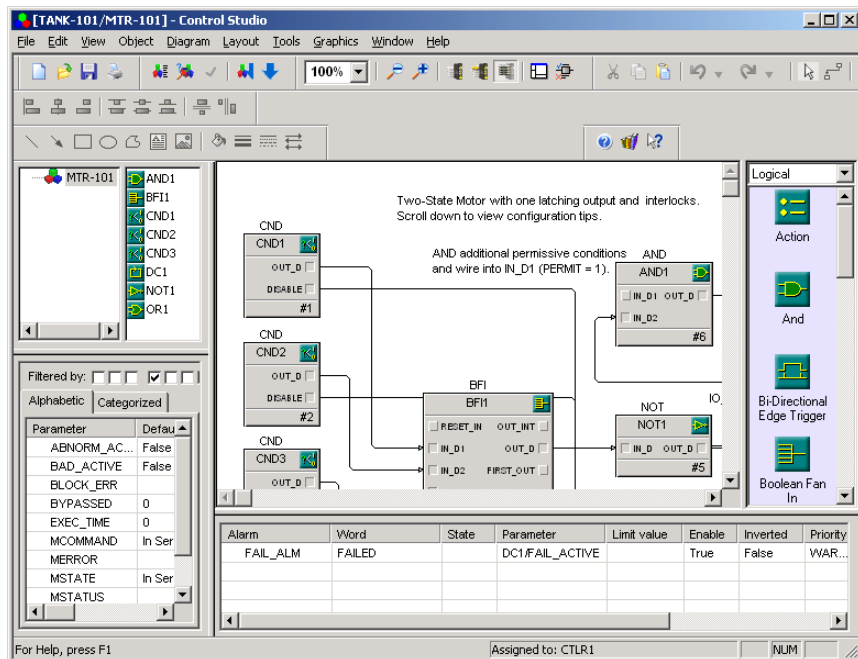 [TANK-101/MTR-101] - Control Studio
File Edit View Object Diagram Layout Tools Graphics Window Help
100%
MTR-101
AND1
BFI1
CND1
CND2
CND3
DC1
NOT1
OR1
Filtered by:
Alphabetic Categorized
Parameter Defau
ABNORM_AC... False
BAD_ACTIVE False
BLOCK_ERR
BYPASSED 0
EXEC_TIME 0
MCOMMAND In Ser
MERROR
MSTATE In Ser
MSTATUS
Two-State Motor with one latching output and interlocks.
Scroll down to view configuration tips.
AND additional permissive conditions
and wire into IN_D1 (PERMIT = 1).
CND
CND1
OUT_D
DISABLE
#1
CND
CND2
OUT_D
DISABLE
#2
CND
CND3
OUT_D
BFI
BFI1
RESET_IN OUT_INT
IN_D1 OUT_D
IN_D2 FIRST_OUT
AND
AND1
IN_D1 OUT_D
IN_D2
#6
IO_
NOT
NOT1
IN_D OUT_D
#5
Logical
Action
And
Bi-Directional
Edge Trigger
Boolean Fan
In
Alarm Word State Parameter Limit value Enable Inverted Priority
FAIL_ALM FAILED DC1/FAIL_ACTIVE True False WAR...
For Help, press F1 Assigned to: CTLR1 NUM